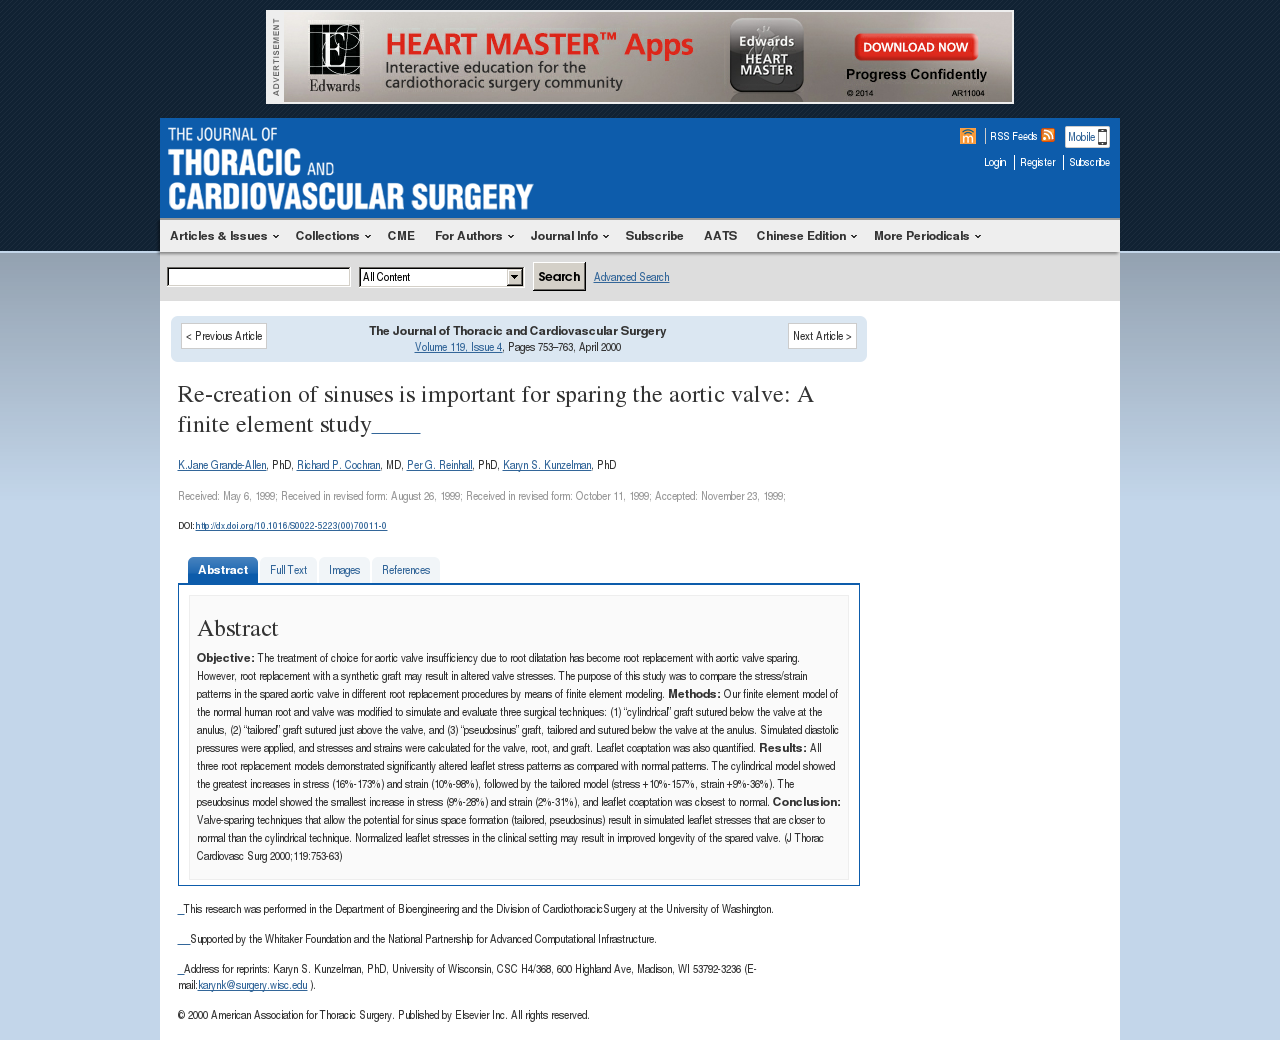 ADVERTISEMENT
Edwards
HEART MASTER™ Apps
Interactive education for the
cardiothoracic surgery community
Edwards
HEART
MASTER
DOWNLOAD NOW
Progress Confidently
© 2014 AR11004
THE JOURNAL OF
THORACIC AND
CARDIOVASCULAR SURGERY
RSS Feeds Mobile
Login Register Subscribe
Articles & Issues Collections CME For Authors Journal Info Subscribe AATS Chinese Edition More Periodicals
All Content Search Advanced Search
< Previous Article
The Journal of Thoracic and Cardiovascular Surgery
Volume 119, Issue 4, Pages 753–763, April 2000
Next Article >
Re-creation of sinuses is important for sparing the aortic valve: A
finite element study____
K.Jane Grande-Allen, PhD, Richard P. Cochran, MD, Per G. Reinhall, PhD, Karyn S. Kunzelman, PhD
Received: May 6, 1999; Received in revised form: August 26, 1999; Received in revised form: October 11, 1999; Accepted: November 23, 1999;
DOI:http://dx.doi.org/10.1016/S0022-5223(00)70011-0
Abstract Full Text Images References
Abstract
Objective: The treatment of choice for aortic valve insufficiency due to root dilatation has become root replacement with aortic valve sparing.
However, root replacement with a synthetic graft may result in altered valve stresses. The purpose of this study was to compare the stress/strain
patterns in the spared aortic valve in different root replacement procedures by means of finite element modeling. Methods: Our finite element model of
the normal human root and valve was modified to simulate and evaluate three surgical techniques: (1) “cylindrical” graft sutured below the valve at the
anulus, (2) “tailored” graft sutured just above the valve, and (3) “pseudosinus” graft, tailored and sutured below the valve at the anulus. Simulated diastolic
pressures were applied, and stresses and strains were calculated for the valve, root, and graft. Leaflet coaptation was also quantified. Results: All
three root replacement models demonstrated significantly altered leaflet stress patterns as compared with normal patterns. The cylindrical model showed
the greatest increases in stress (16%-173%) and strain (10%-98%), followed by the tailored model (stress +10%-157%, strain +9%-36%). The
pseudosinus model showed the smallest increase in stress (9%-28%) and strain (2%-31%), and leaflet coaptation was closest to normal. Conclusion:
Valve-sparing techniques that allow the potential for sinus space formation (tailored, pseudosinus) result in simulated leaflet stresses that are closer to
normal than the cylindrical technique. Normalized leaflet stresses in the clinical setting may result in improved longevity of the spared valve. (J Thorac
Cardiovasc Surg 2000;119:753-63)
_This research was performed in the Department of Bioengineering and the Division of CardiothoracicSurgery at the University of Washington.
__Supported by the Whitaker Foundation and the National Partnership for Advanced Computational Infrastructure.
_Address for reprints: Karyn S. Kunzelman, PhD, University of Wisconsin, CSC H4/368, 600 Highland Ave, Madison, WI 53792-3236 (E-
mail:karynk@surgery.wisc.edu ).
© 2000 American Association for Thoracic Surgery. Published by Elsevier Inc. All rights reserved.